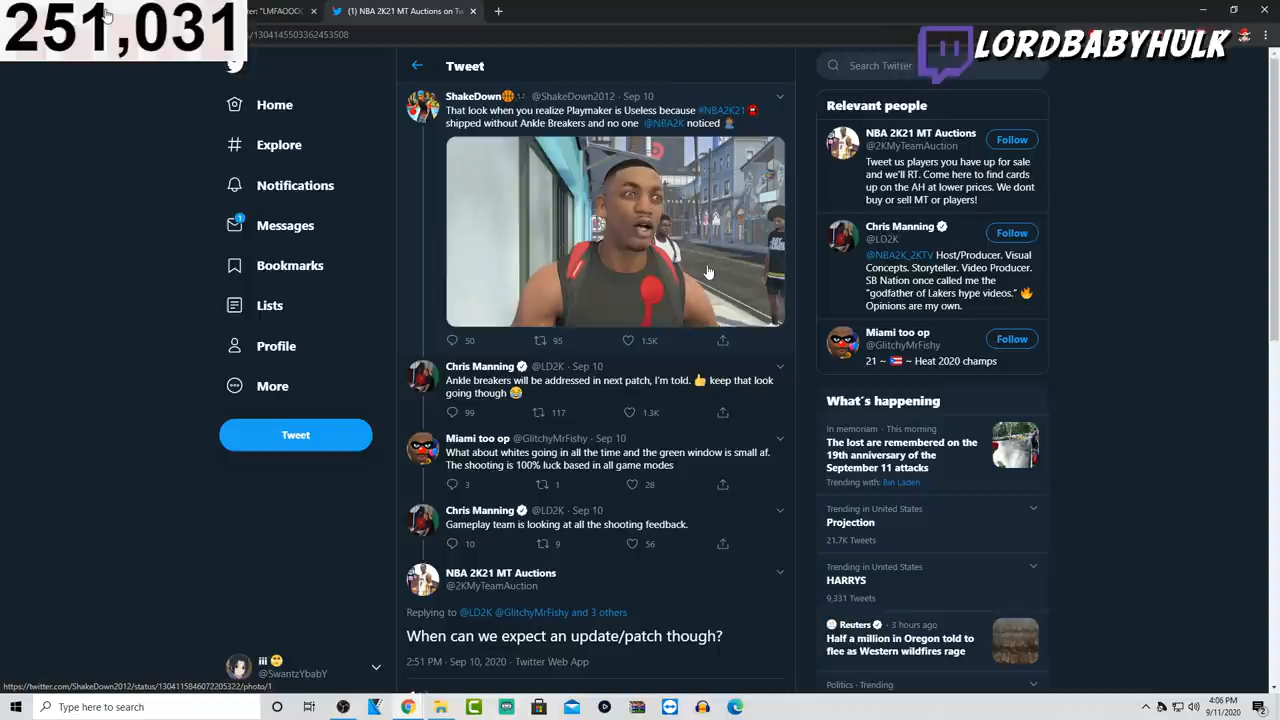 251,031
ter: "LMFAOOO
(1) NBA 2K21 MT Auctions on Tw
/1304145503362453508
LORDBABYHULK
Tweet
Search Twitter
Home
Explore
Notifications
1
Messages
Bookmarks
Lists
Profile
More
Tweet
iii
@SwantzYbabY
ShakeDown @ShakeDown2012 · Sep 10
That look when you realize Playmaker is Useless because #NBA2K21
shipped without Ankle Breakers and no one @NBA2K noticed
50 95 1.5K
Chris Manning @LD2K · Sep 10
Ankle breakers will be addressed in next patch, I'm told. keep that look
going though
99 117 1.3K
Miami too op @GlitchyMrFishy · Sep 10
What about whites going in all the time and the green window is small af.
The shooting is 100% fuck based in all game modes
3 1 28
Chris Manning @LD2K · Sep 10
Gameplay team is looking at all the shooting feedback.
10 9 56
NBA 2K21 MT Auctions
@2KMyTeamAuction
Replying to @LD2K @GlitchyMrFishy and 3 others
When can we expect an update/patch though?
2:51 PM · Sep 10, 2020 · Twitter Web App
Relevant people
NBA 2K21 MT Auctions
@2KMyTeamAuction
Follow
Tweet us players you have up for sale
and we'll RT. Come here to find cards
up on the AH at lower prices. We dont
buy or sell MT or players!
Chris Manning
@LD2K
Follow
@NBA2K_2KTV Host/Producer. Visual
Concepts. Storyteller. Video Producer.
SB Nation once called me the
"godfather of Lakers hype videos."
Opinions are my own.
Miami too op
@GlitchyMrFishy
Follow
21 ~ ~ Heat 2020 champs
What's happening
In memoriam · This morning
The lost are remembered on the
19th anniversary of the
September 11 attacks
Trending with: Bin Laden
Trending in United States
Projection
21.7K Tweets
Trending in United States
HARRYS
9,331 Tweets
Reuters · 3 hours ago
Half a million in Oregon told to
flee as Western wildfires rage
Politics · Trending
https://twitter.com/ShakeDown2012/status/1304115846072205322/photo/1
Type here to search
4:06 PM
9/11/2020
2